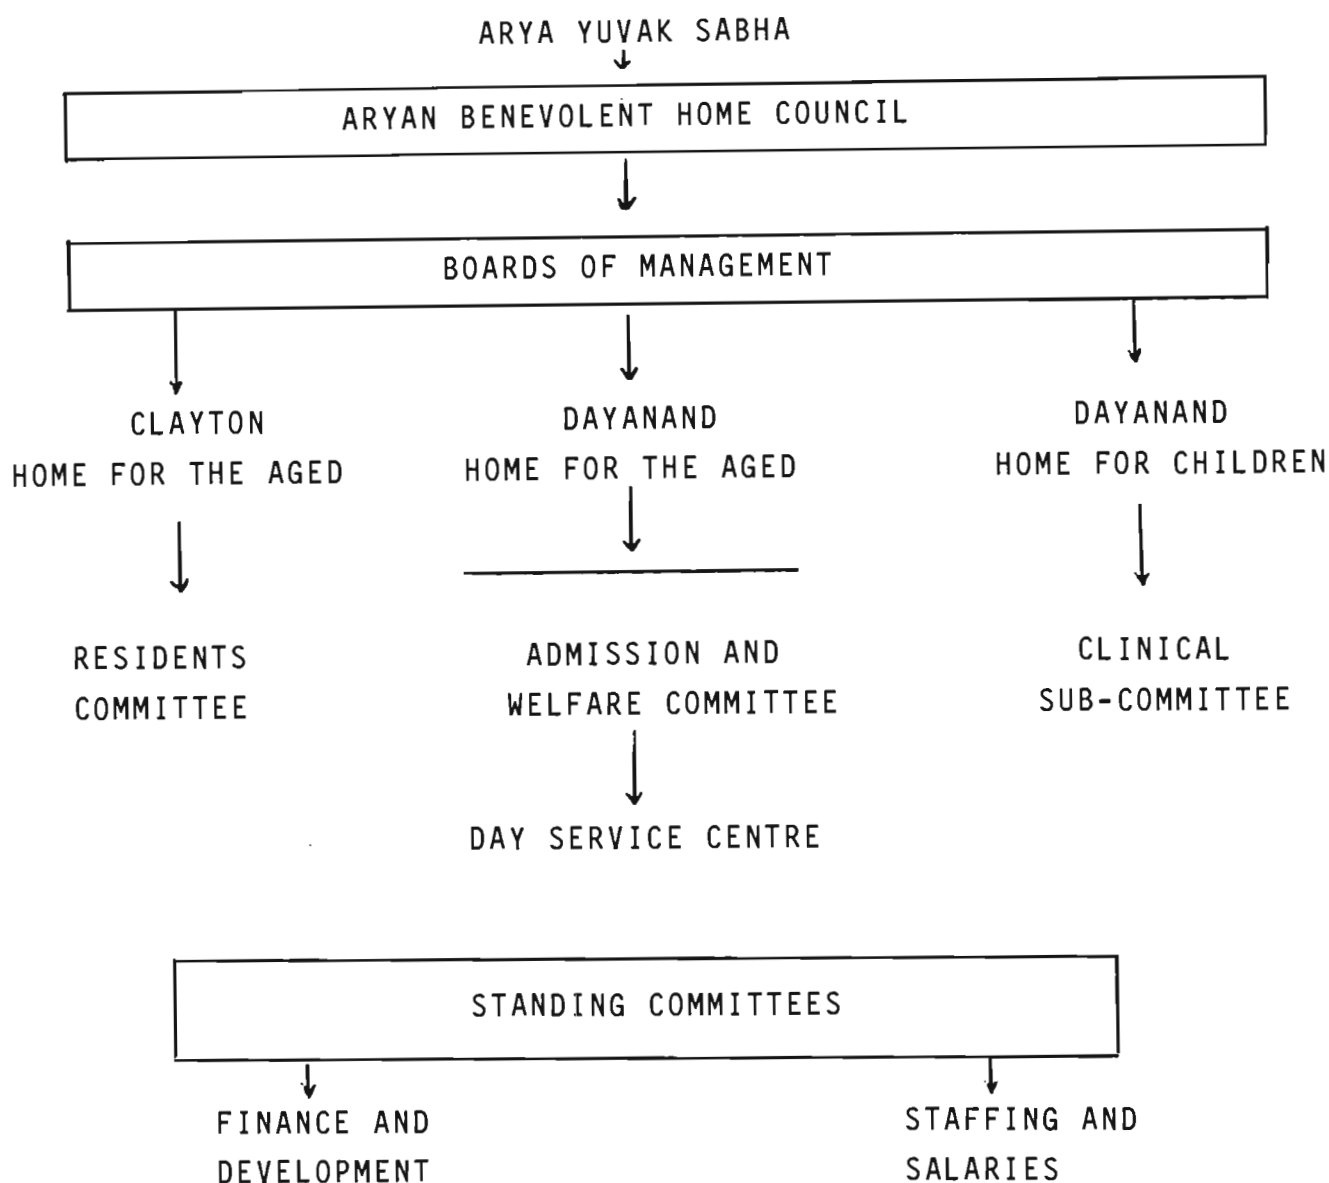 ARYA YUVAK SABHA
ARYAN BENEVOLENT HOME COUNCIL
BOARDS OF MANAGEMENT
CLAYTON
HOME FOR THE AGED
DAYANAND
HOME FOR THE AGED
DAYANAND
HOME FOR CHILDREN
RESIDENTS
COMMITTEE
ADMISSION AND
WELFARE COMMITTEE
CLINICAL
SUB-COMMITTEE
DAY SERVICE CENTRE
STANDING COMMITTEES
FINANCE AND
DEVELOPMENT
STAFFING AND
SALARIES